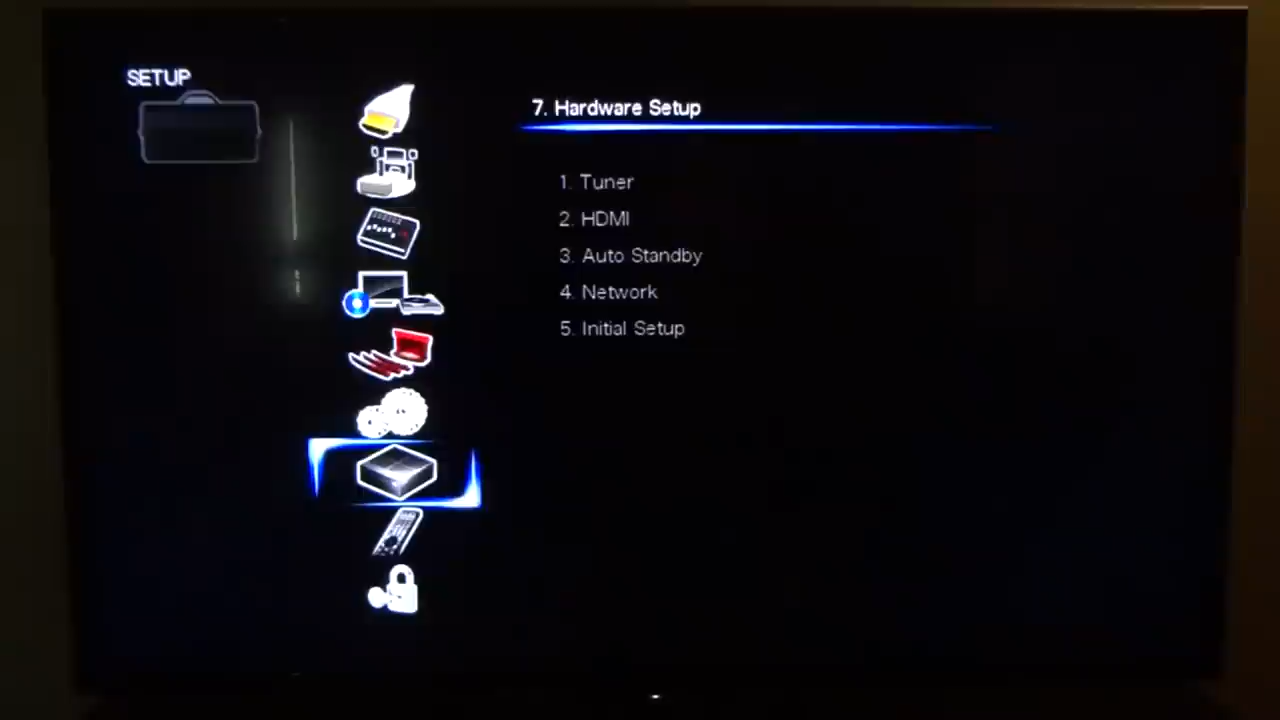 SETUP
7. Hardware Setup
1. Tuner
2. HDMI
3. Auto Standby
4. Network
5. Initial Setup